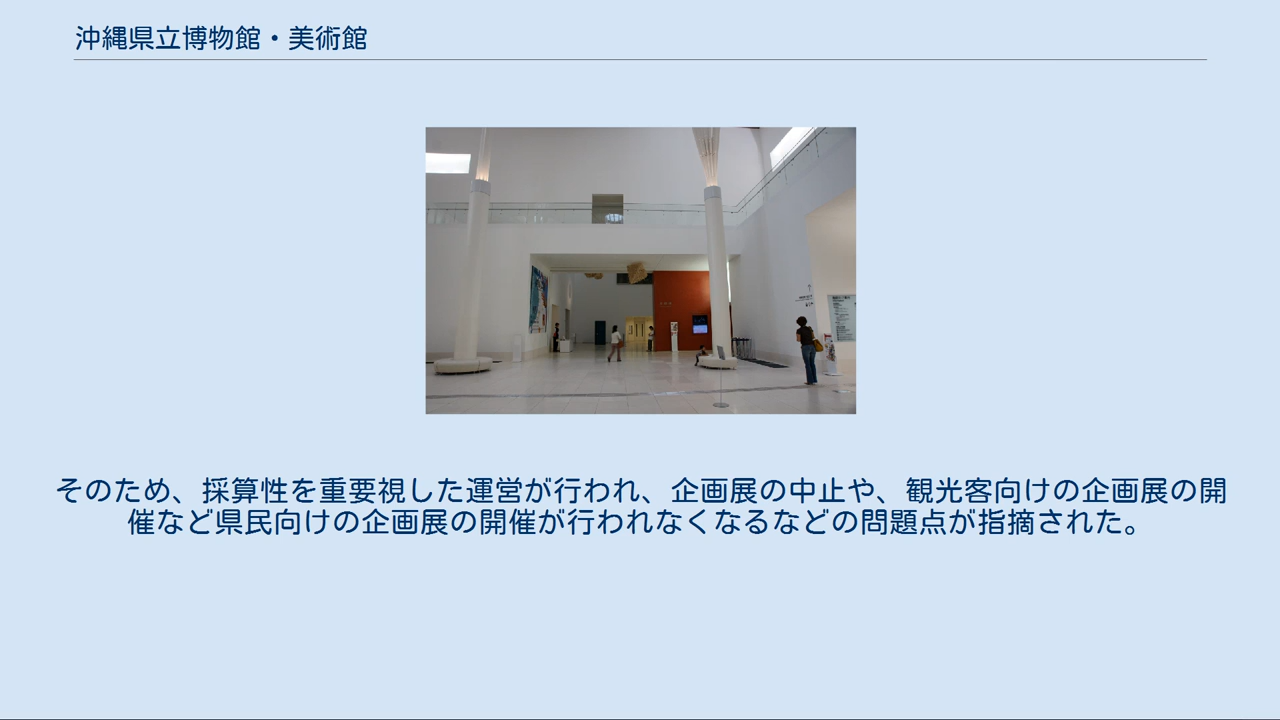 沖縄県立博物館・美術館
そのため、採算性を重要視した運営が行われ、企画展の中止や、観光客向けの企画展の開
催など県民向けの企画展の開催が行われなくなるなどの問題点が指摘された。